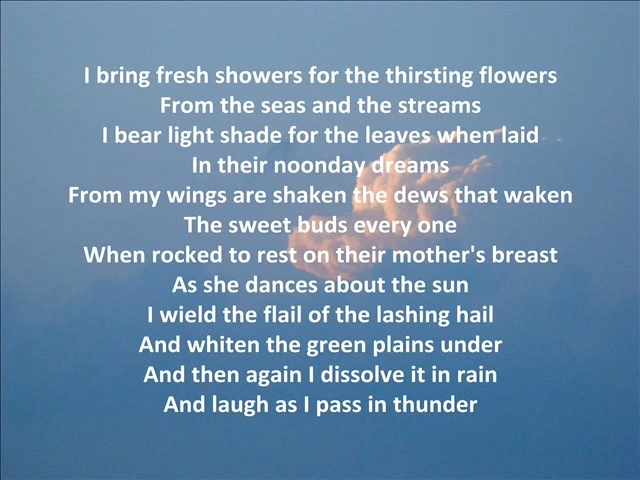 I bring fresh showers for the thirsting flowers
From the seas and the streams
I bear light shade for the leaves when laid
In their noonday dreams
From my wings are shaken the dews that waken
The sweet buds every one
When rocked to rest on their mother's breast
As she dances about the sun
I wield the flail of the lashing hail
And whiten the green plains under
And then again I dissolve it in rain
And laugh as I pass in thunder